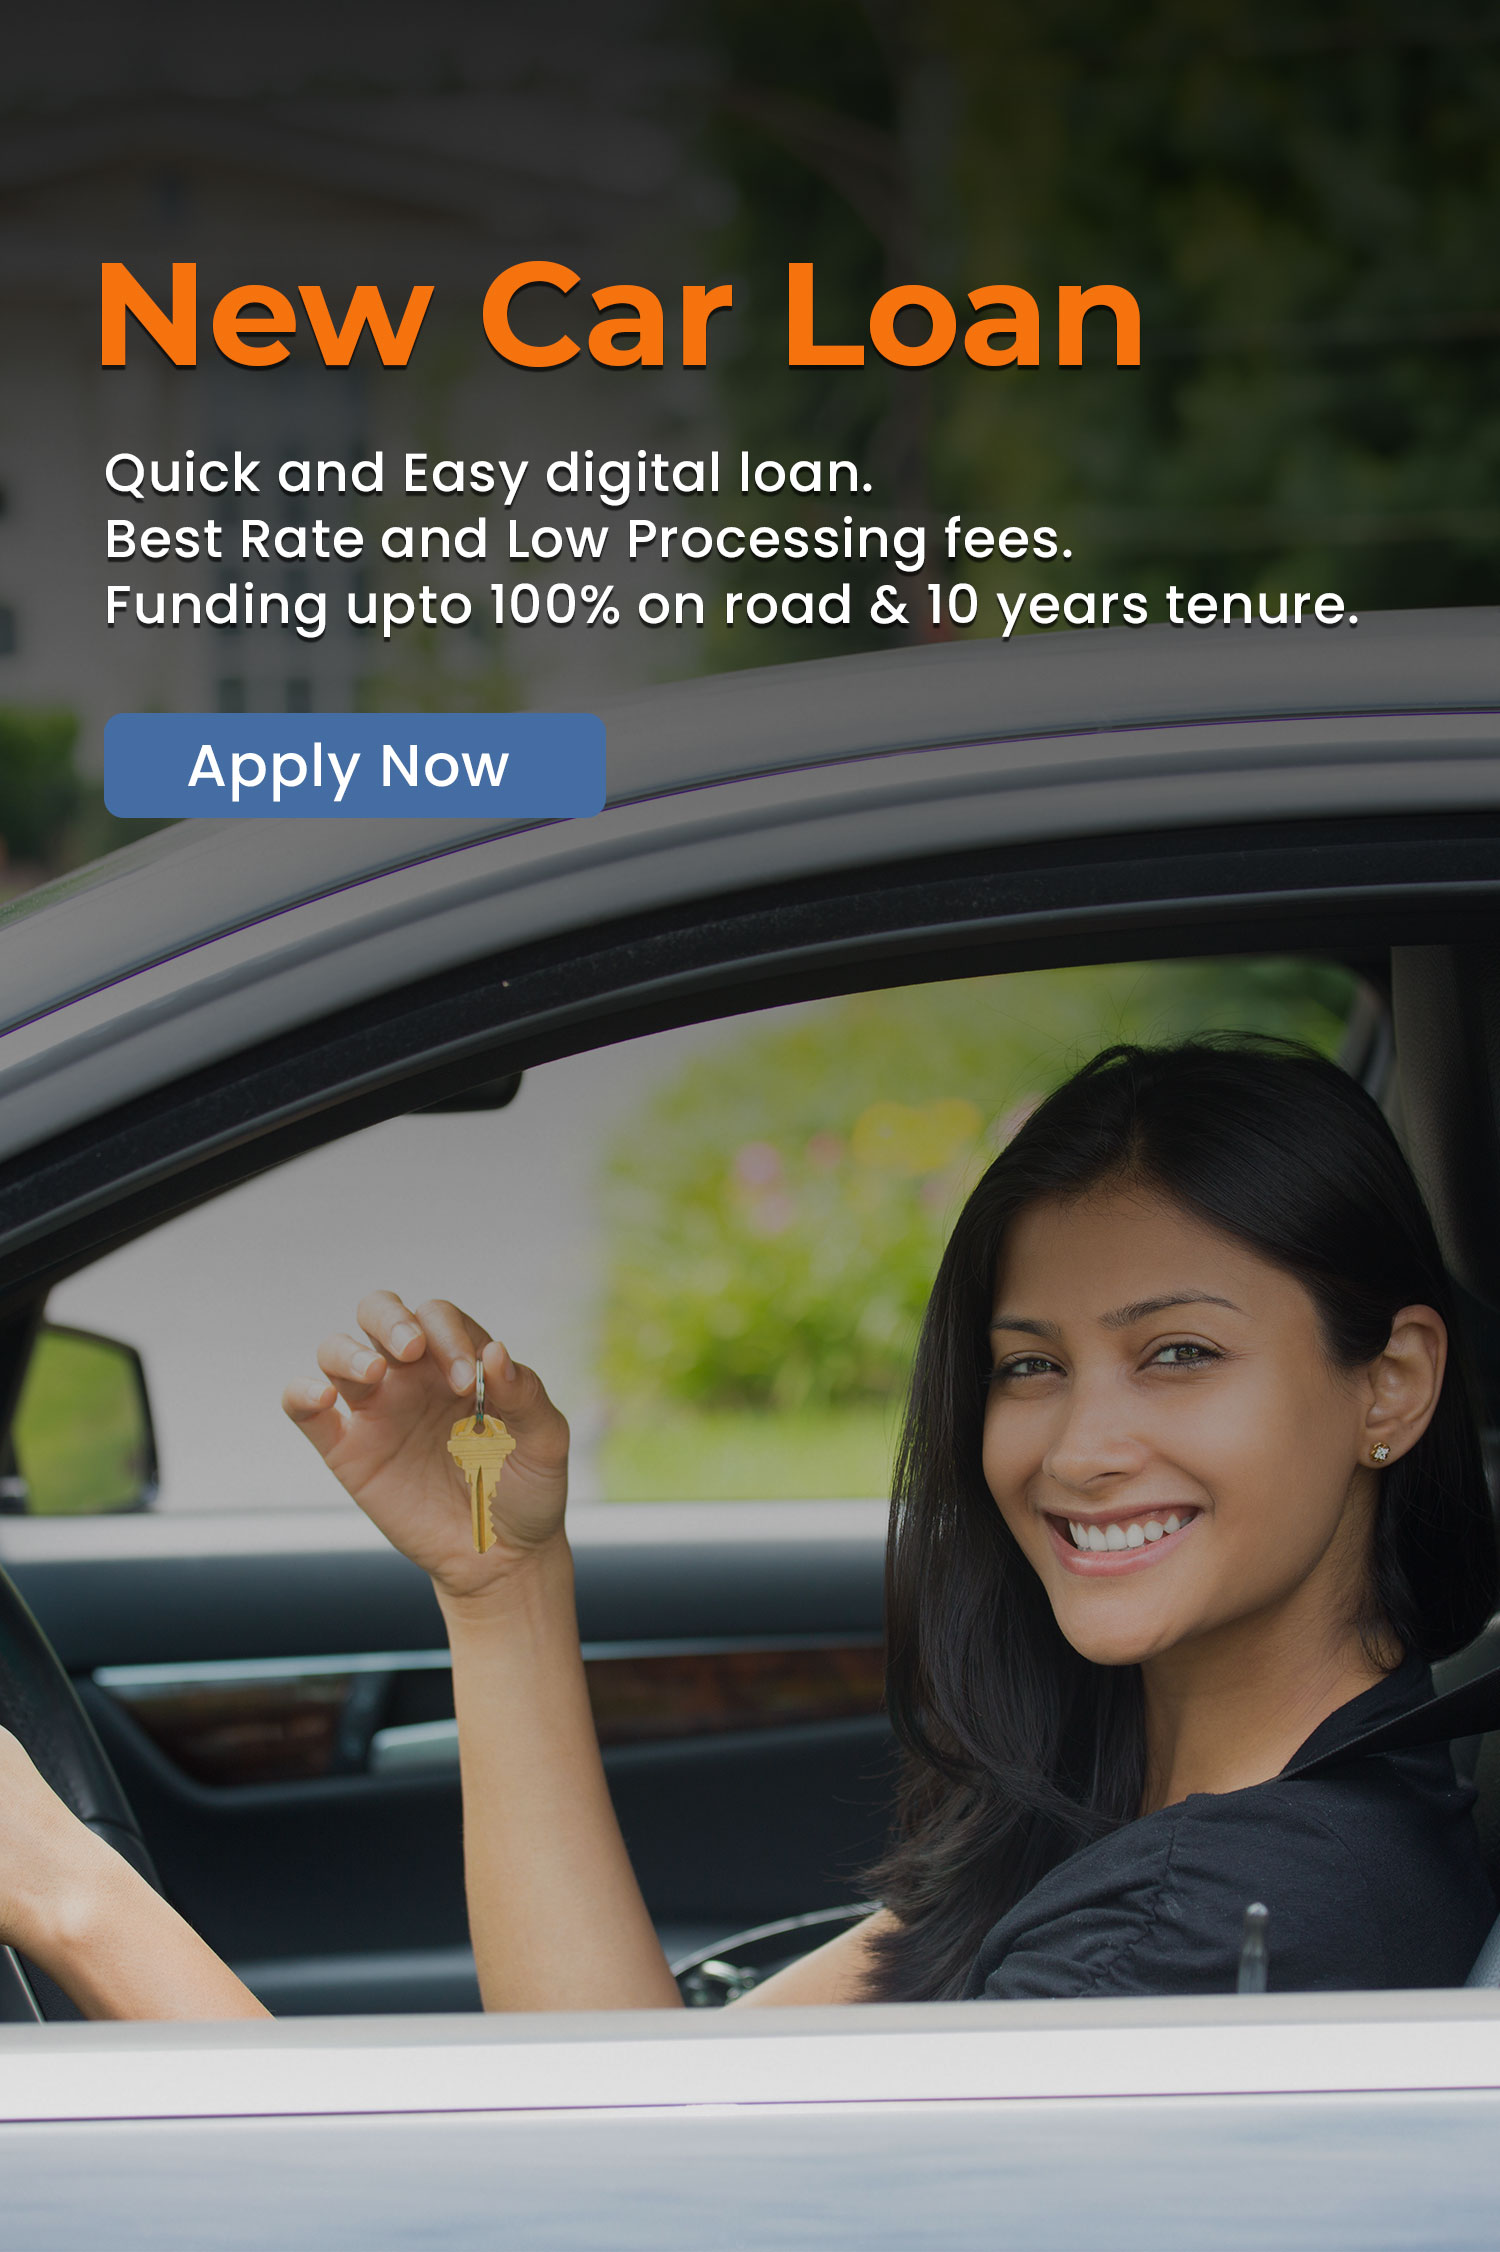 New Car Loan
Quick and Easy digital loan.
Best Rate and Low Processing fees.
Funding upto 100% on road & 10 years tenure.
Apply Now